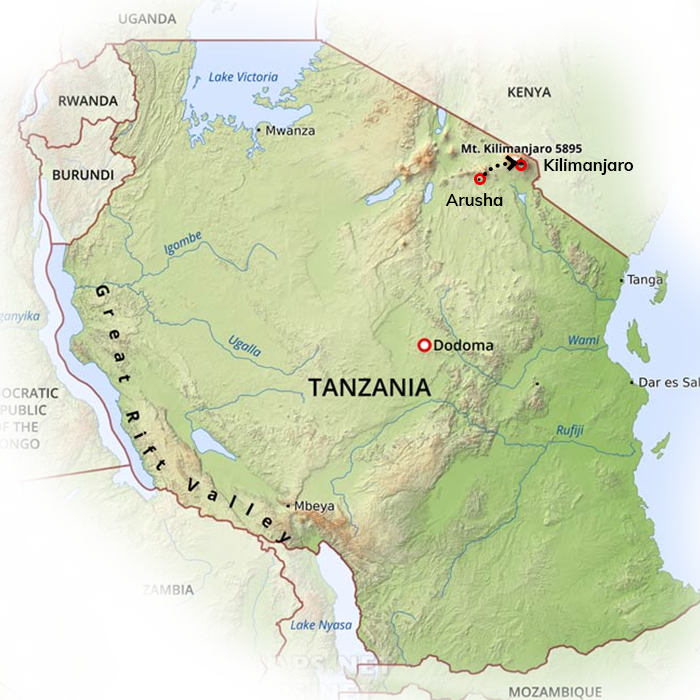 UGANDA
Lake Victoria
KENYA
RWANDA
Mwanza
Mt. Kilimanjaro 5895
Kilimanjaro
BURUNDI
Arusha
Igombe
Tanga
Great Rift Valley
ganyika
Ugalla
Dodoma
Wami
TANZANIA
Dar es Sal
OCRATIC
PUBLIC
OF THE
ONGO
Rufiji
Mbeya
ZAMBIA
Lake Nyasa
MOZAMBIQUE